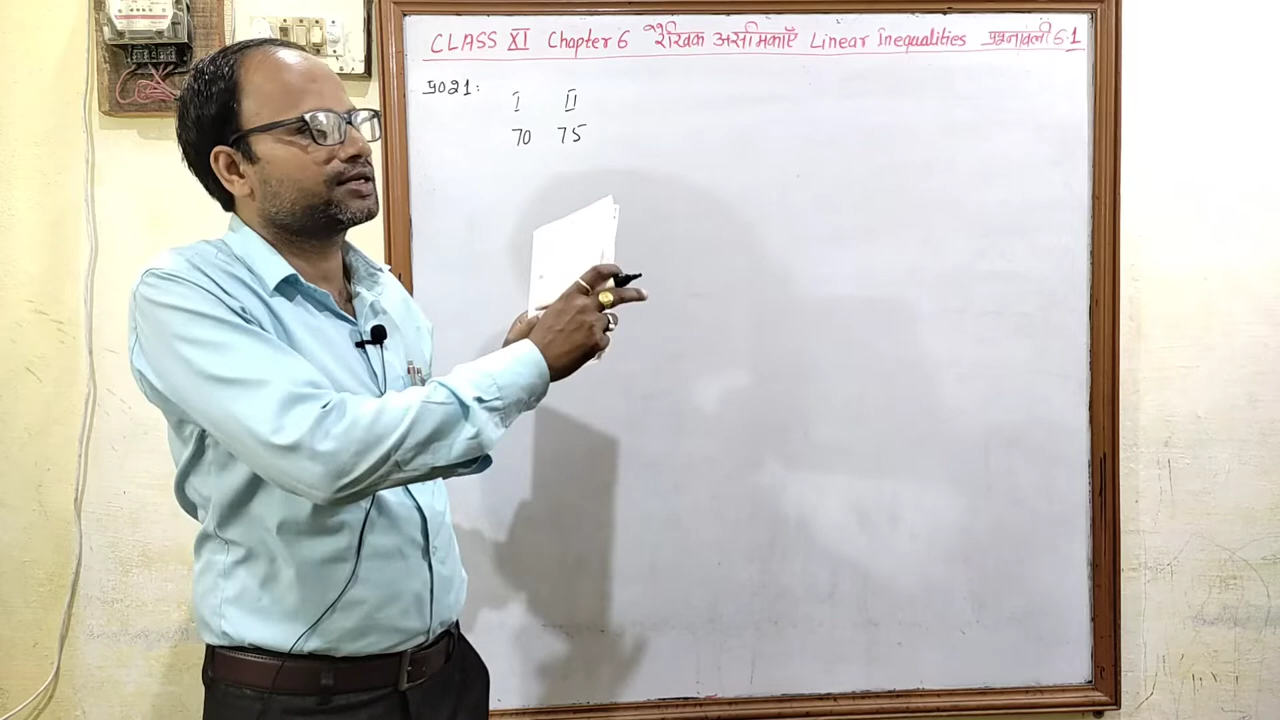 CLASS XI Chapter 6 रैखिक असमिकाएँ Linear Inequalities प्रश्नावली 6.1
प्र021:
I II
70 75